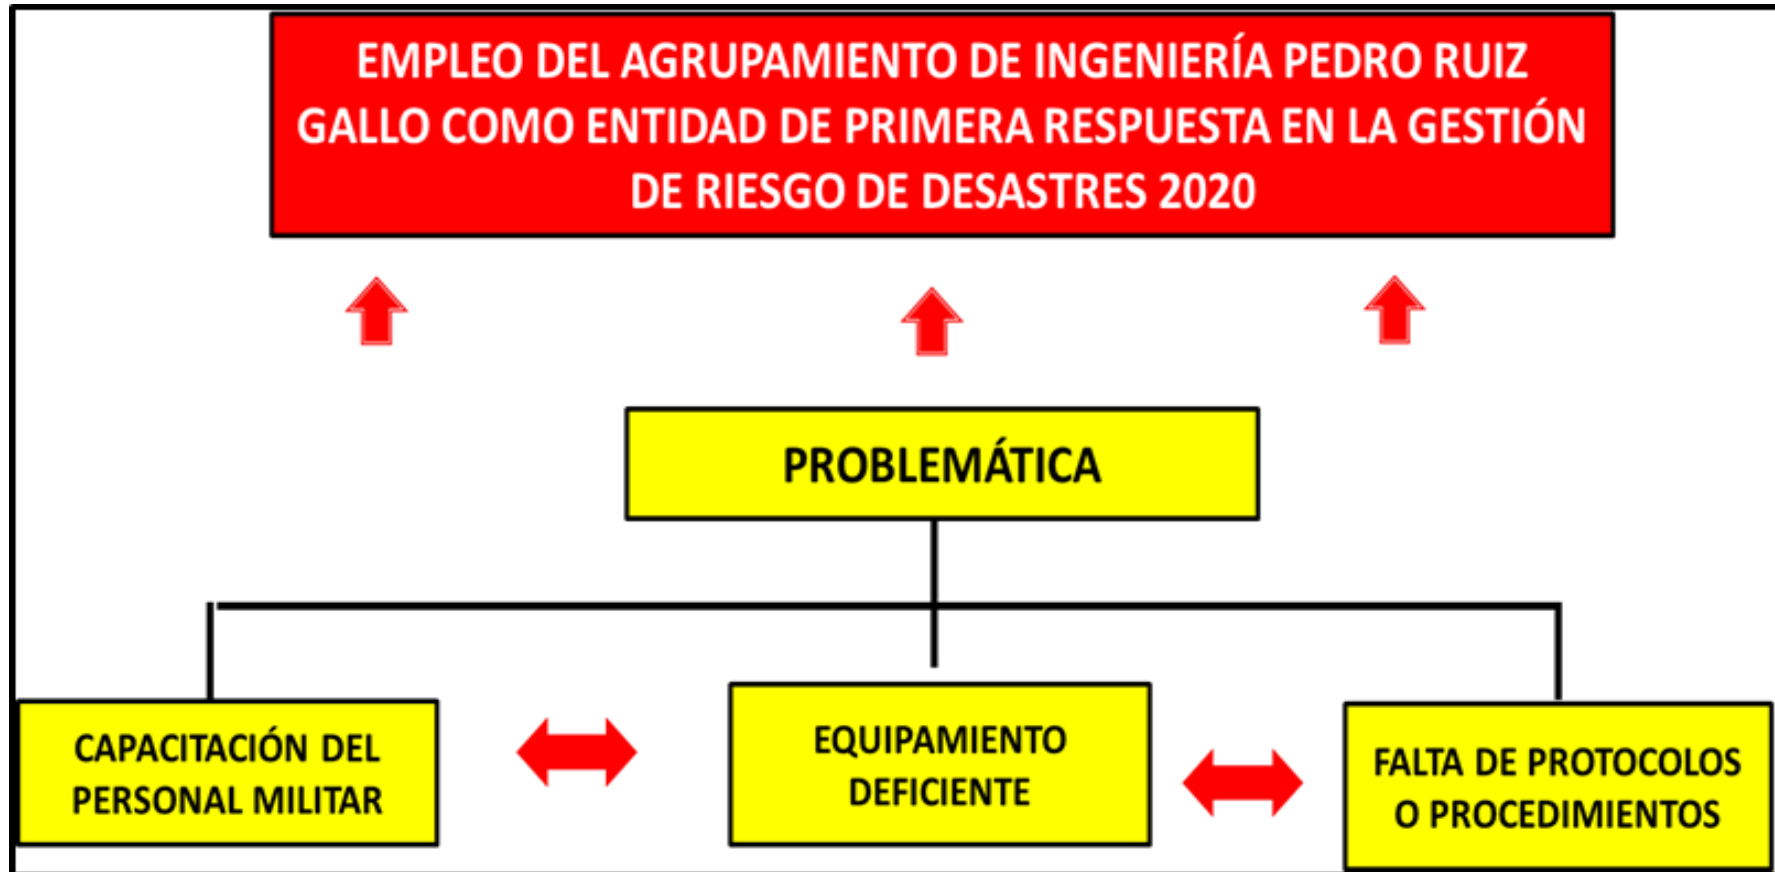 EMPLEO DEL AGRUPAMIENTO DE INGENIERÍA PEDRO RUIZ
GALLO COMO ENTIDAD DE PRIMERA RESPUESTA EN LA GESTIÓN
DE RIESGO DE DESASTRES 2020
PROBLEMÁTICA
CAPACITACIÓN DEL
PERSONAL MILITAR
EQUIPAMIENTO
DEFICIENTE
FALTA DE PROTOCOLOS
O PROCEDIMIENTOS